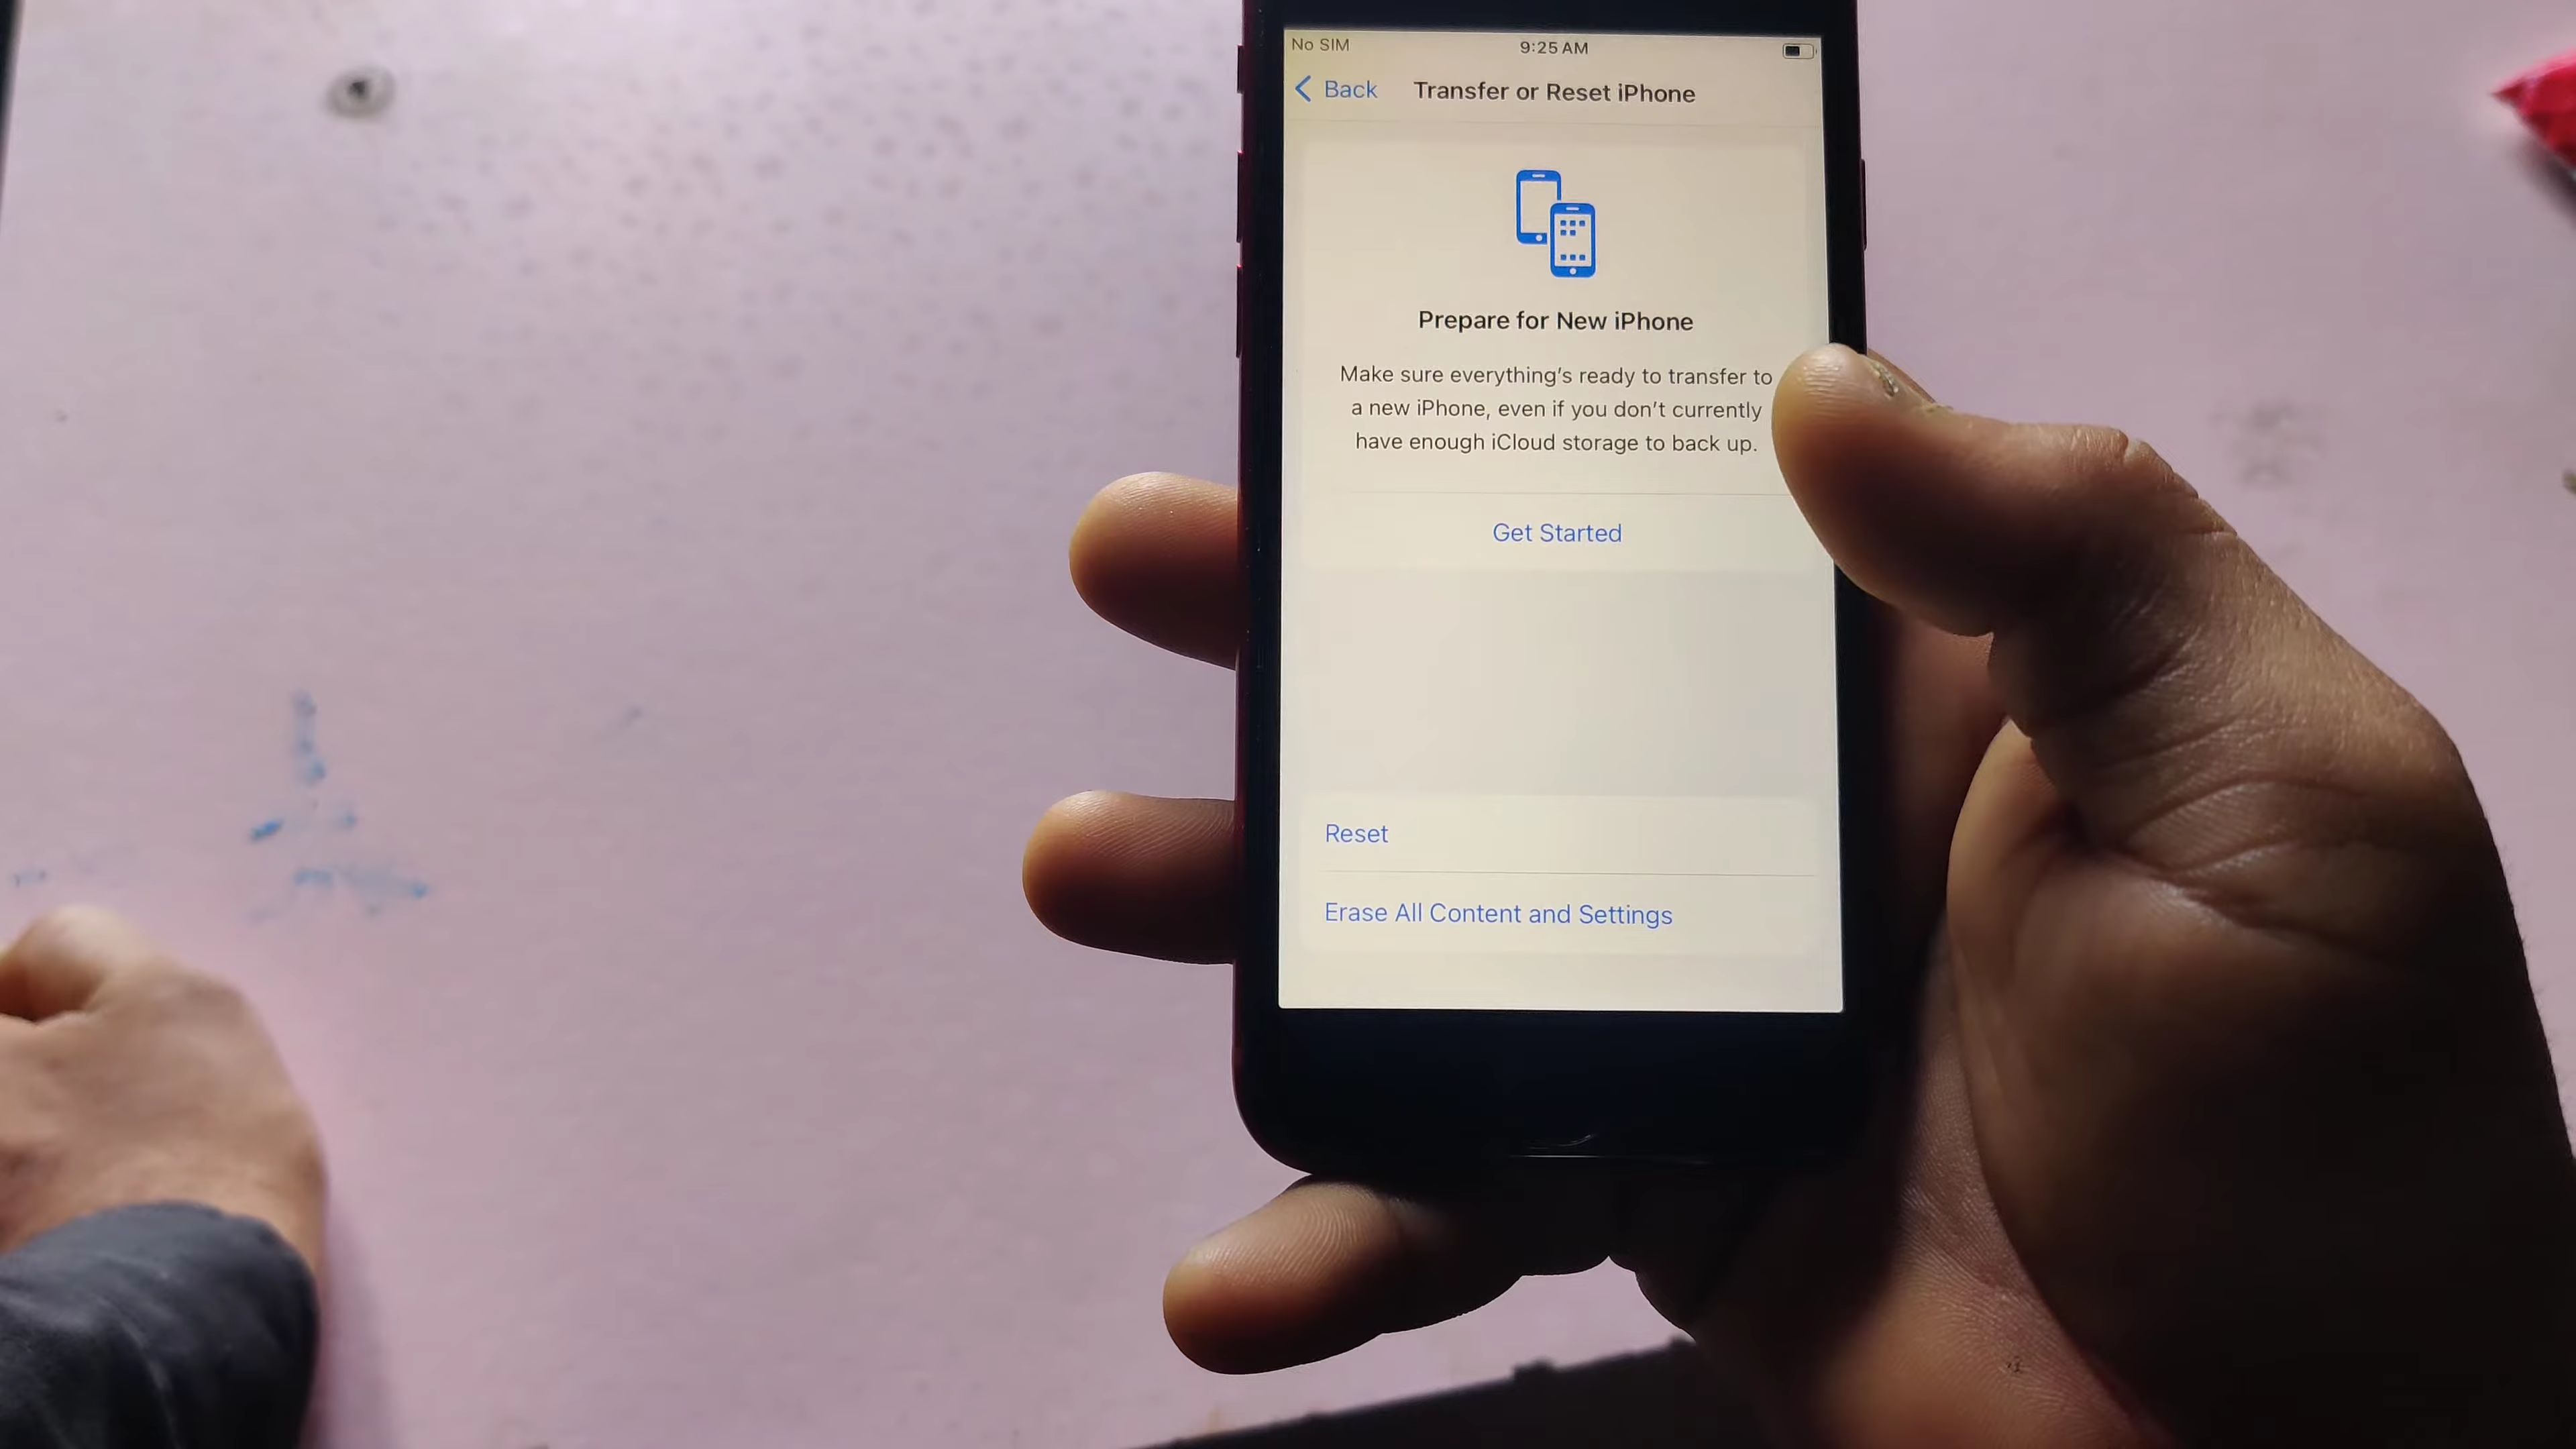 No SIM
9:25 AM
Back
Transfer or Reset iPhone
Prepare for New iPhone
Make sure everything's ready to transfer to
a new iPhone, even if you don't currently
have enough iCloud storage to back up.
Get Started
Reset
Erase All Content and Settings